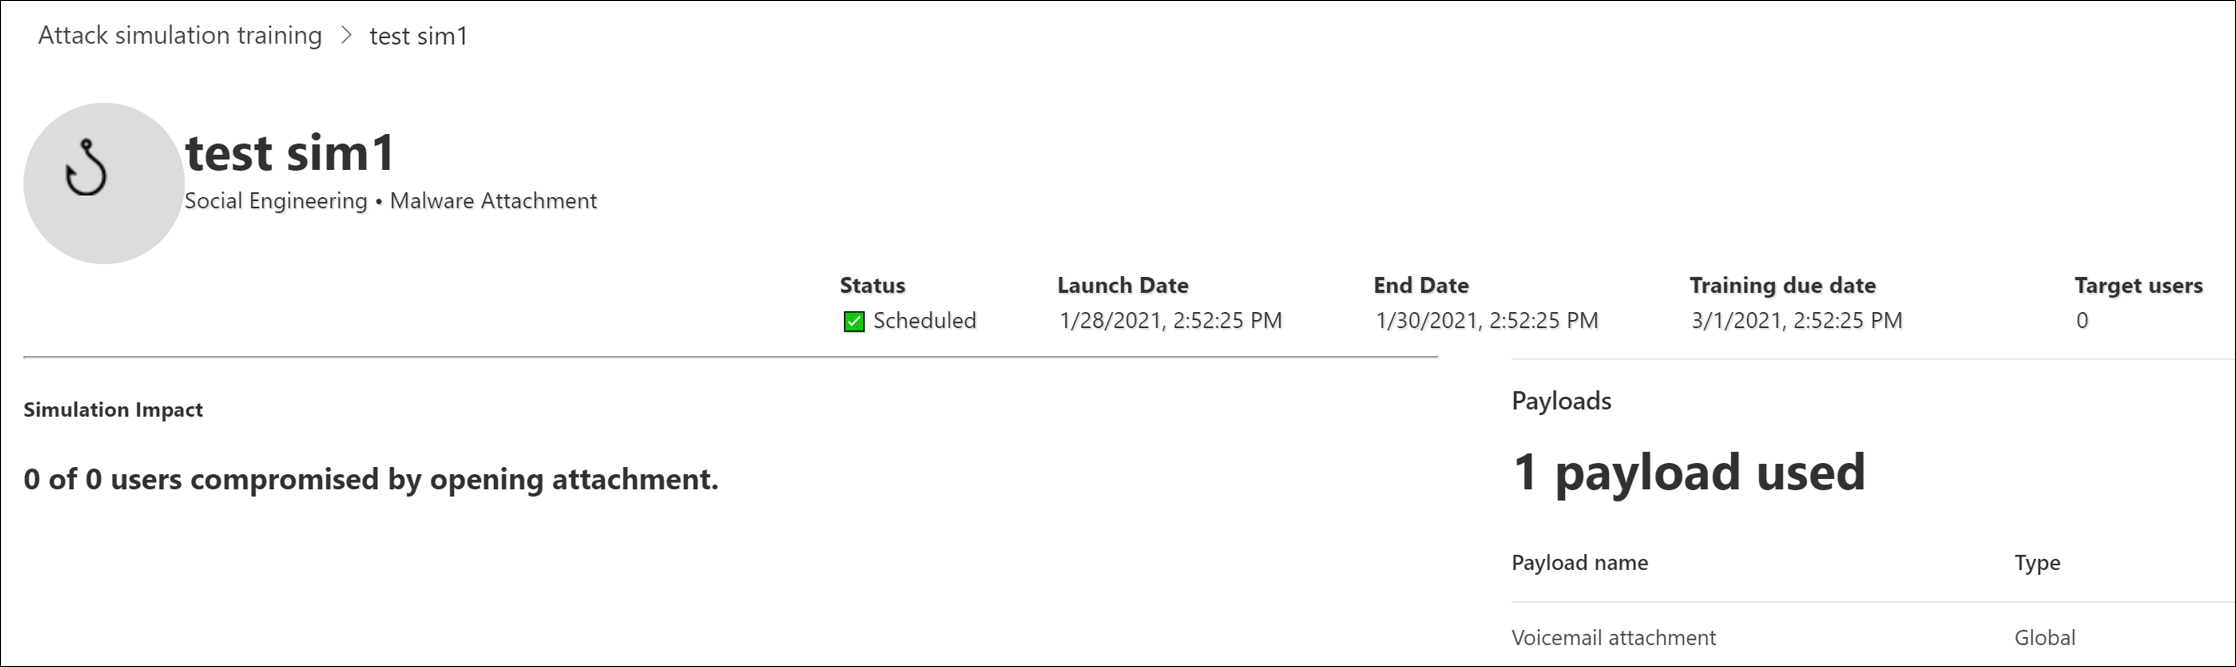 Attack simulation training > test sim1
test sim1
Social Engineering • Malware Attachment
Status Launch Date End Date Training due date Target users
Scheduled 1/28/2021, 2:52:25 PM 1/30/2021, 2:52:25 PM 3/1/2021, 2:52:25 PM 0
Simulation Impact
0 of 0 users compromised by opening attachment.
Payloads
1 payload used
Payload name Type
Voicemail attachment Global